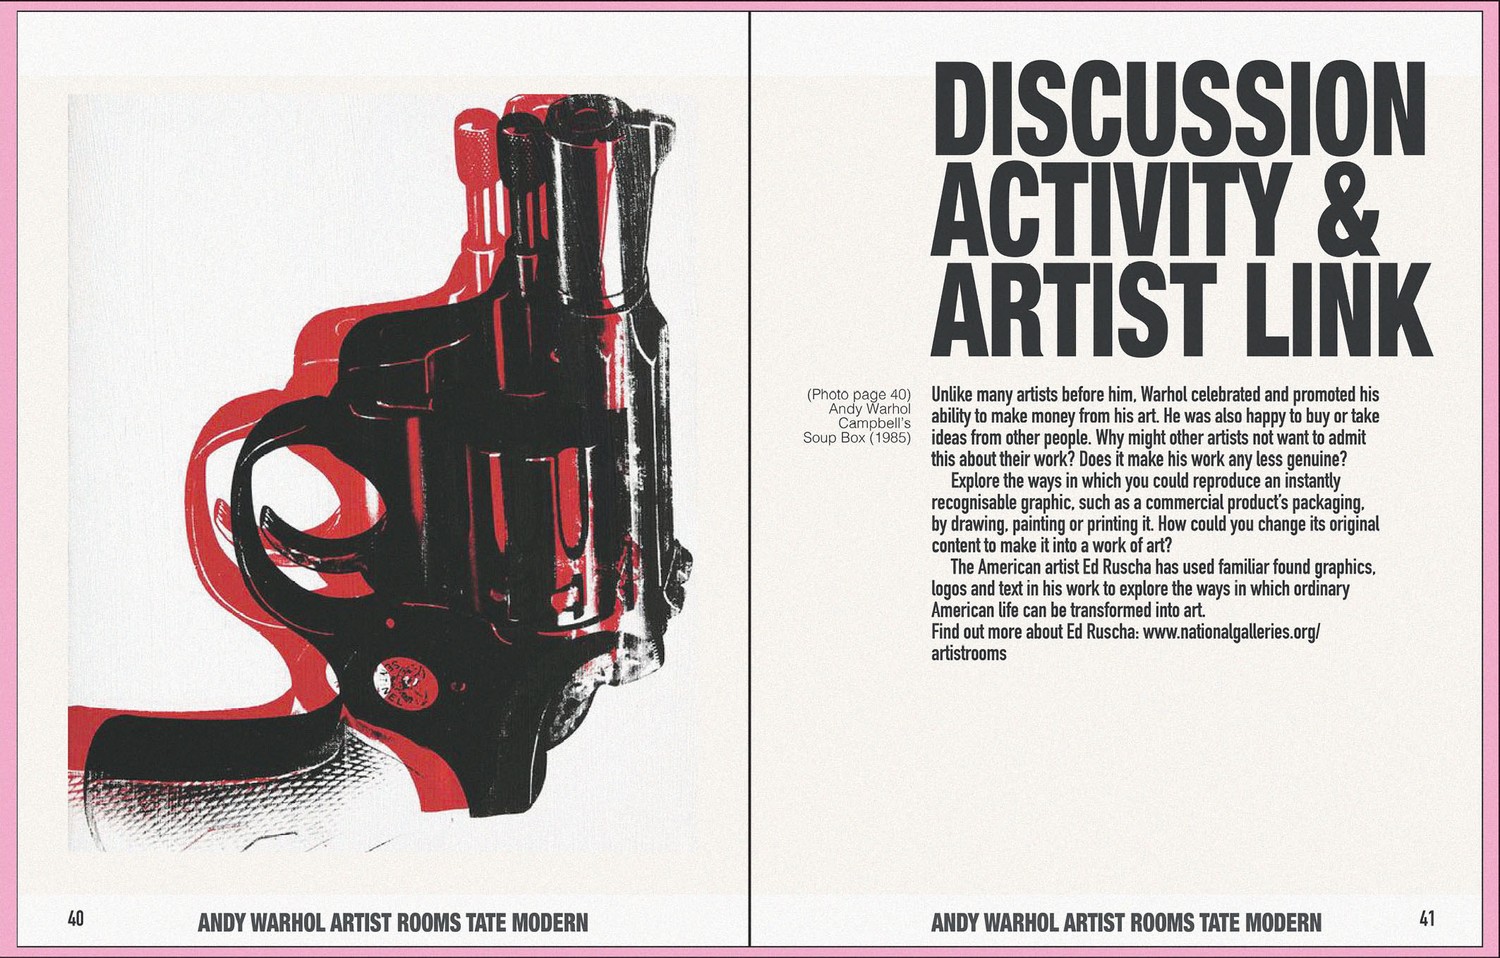 40
ANDY WARHOL ARTIST ROOMS TATE MODERN
DISCUSSION
ACTIVITY &
ARTIST LINK
(Photo page 40)
Andy Warhol
Campbell's
Soup Box (1985)
Unlike many artists before him, Warhol celebrated and promoted his
ability to make money from his art. He was also happy to buy or take
ideas from other people. Why might other artists not want to admit
this about their work? Does it make his work any less genuine?
Explore the ways in which you could reproduce an instantly
recognisable graphic, such as a commercial product's packaging,
by drawing, painting or printing it. How could you change its original
content to make it into a work of art?
The American artist Ed Ruscha has used familiar found graphics,
logos and text in his work to explore the ways in which ordinary
American life can be transformed into art.
Find out more about Ed Ruscha: www.nationalgalleries.org/
artistrooms
ANDY WARHOL ARTIST ROOMS TATE MODERN
41